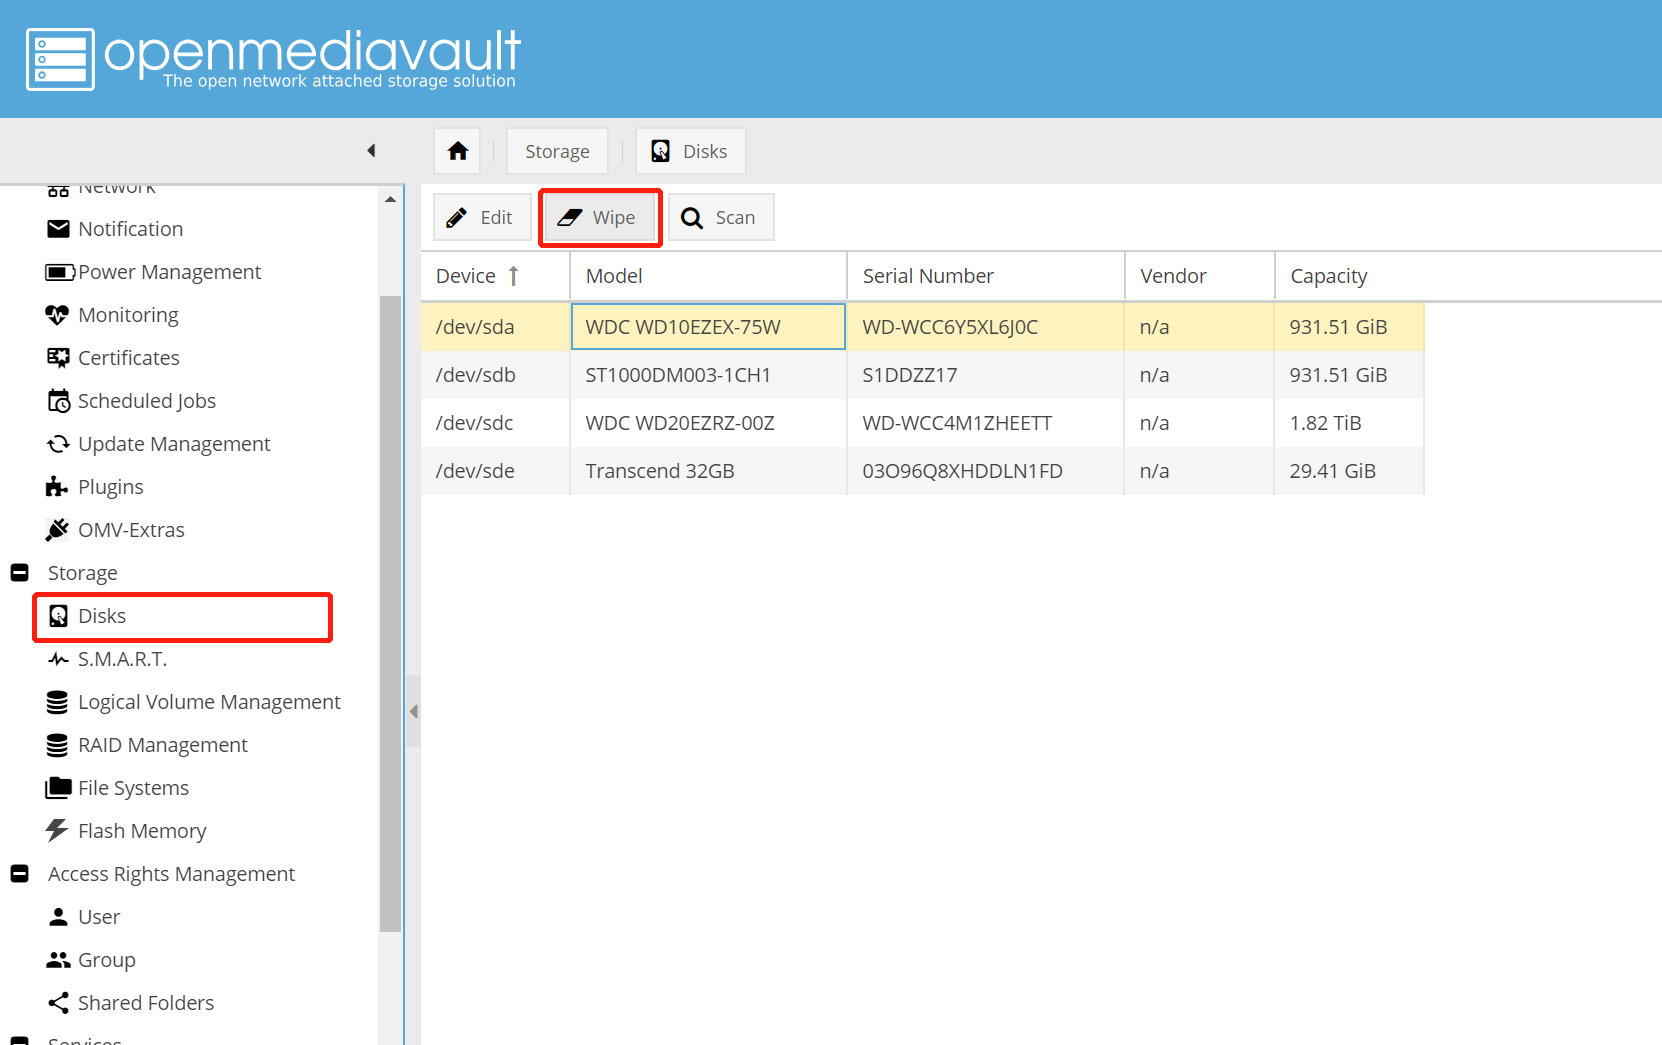 openmediavault
The open network attached storage solution
Storage
Disks
Network
Notification
Power Management
Monitoring
Certificates
Scheduled Jobs
Update Management
Plugins
OMV-Extras
Storage
Disks
S.M.A.R.T.
Logical Volume Management
RAID Management
File Systems
Flash Memory
Access Rights Management
User
Group
Shared Folders
Services
Edit Wipe Scan
Device Model Serial Number Vendor Capacity
/dev/sda WDC WD10EZEX-75W WD-WCC6Y5XL6J0C n/a 931.51 GiB
/dev/sdb ST1000DM003-1CH1 S1DDZZ17 n/a 931.51 GiB
/dev/sdc WDC WD20EZRZ-00Z WD-WCC4M1ZHEETT n/a 1.82 TiB
/dev/sde Transcend 32GB 03O96Q8XHDDLN1FD n/a 29.41 GiB